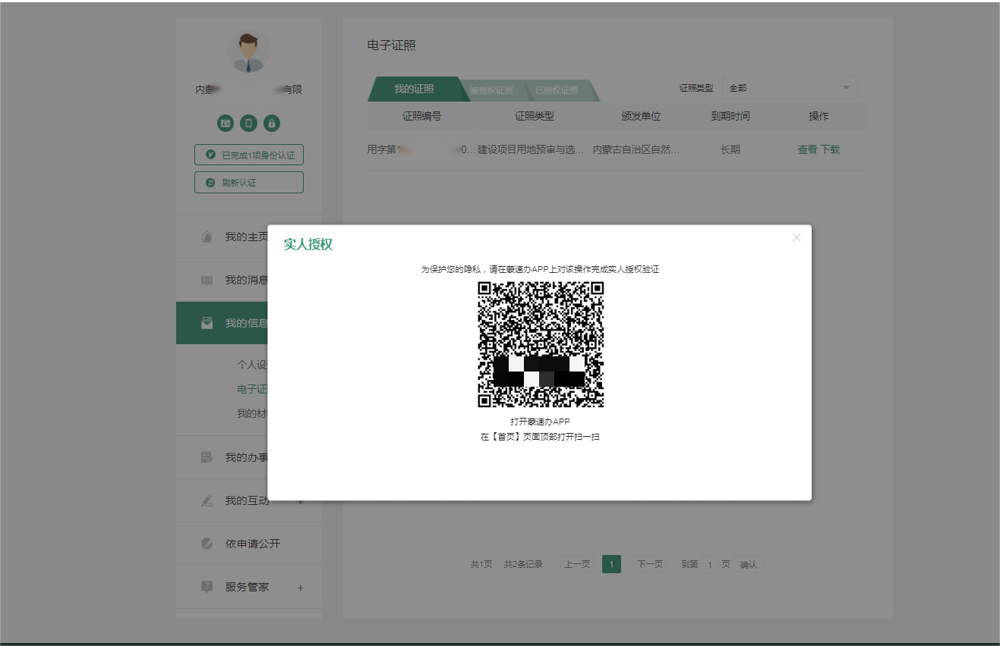 电子证照
内蒙 有限
我的证照 被授权证照 已授权证照 证照类型 全部
证照编号 证照类型 颁发单位 到期时间 操作
用字第1 0... 建设项目用地预审与选... 内蒙古自治区自然... 长期 查看 下载
已完成1项身份认证
刷新认证
我的主页
我的消息
我的信息
个人设
电子证
我的材
我的办事
我的互动 +
依申请公开
服务管家 +
实人授权 ×
为保护您的隐私，请在蒙速办APP上对该操作完成实人授权验证
打开蒙速办APP
在【首页】页面顶部打开扫一扫
共1页 共2条记录 上一页 1 下一页 到第 1 页 确认